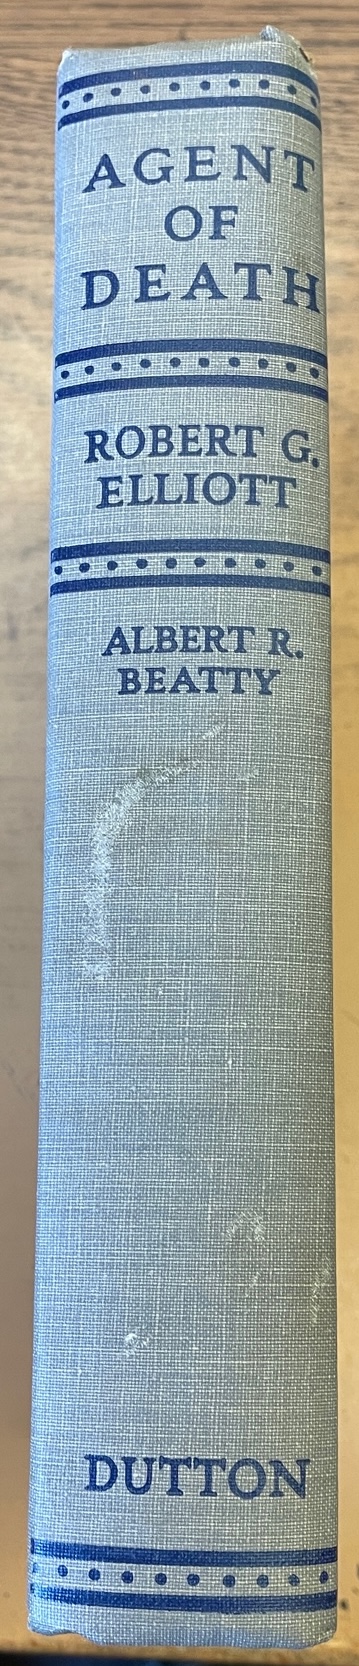 AGENT
OF
DEATH
ROBERT G.
ELLIOTT
ALBERT R.
BEATTY
DUTTON